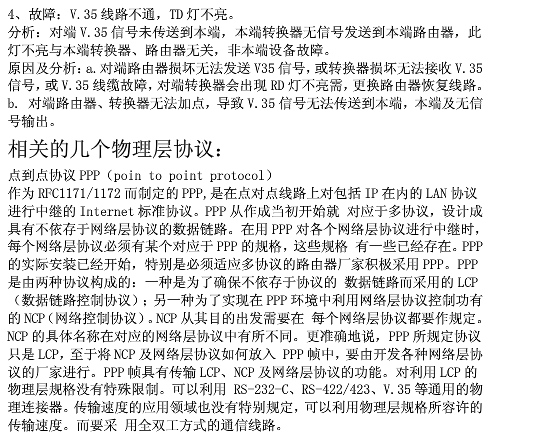 4、故障：V.35 线路不通，TD 灯不亮。
分析：对端 V.35 信号未传送到本端，本端转换器无信号发送到本端路由器，此
灯不亮与本端转换器、路由器无关，非本端设备故障。
原因及分析：a.对端路由器损坏无法发送 V35 信号，或转换器损坏无法接收 V.35
信号，或 V.35 线缆故障，对端转换器会出现 RD 灯不亮需，更换路由器恢复线路。
b. 对端路由器、转换器无法加点，导致 V.35 信号无法传送到本端，本端及无信
号输出。
相关的几个物理层协议：
点到点协议 PPP（poin to point protocol）
作为 RFC1171/1172 而制定的 PPP,是在点对点线路上对包括 IP 在内的 LAN 协议
进行中继的 Internet 标准协议。PPP 从作成当初开始就 对应于多协议，设计成
具有不依存于网络层协议的数据链路。在用 PPP 对各个网络层协议进行中继时，
每个网络层协议必须有某个对应于 PPP 的规格，这些规格 有一些已经存在。PPP
的实际安装已经开始，特别是必须适应多协议的路由器厂家积极采用 PPP。PPP
是由两种协议构成的：一种是为了确保不依存于协议的 数据链路而采用的 LCP
（数据链路控制协议）；另一种为了实现在 PPP 环境中利用网络层协议控制功有
的 NCP（网络控制协议）。NCP 从其目的出发需要在 每个网络层协议都要作规定。
NCP 的具体名称在对应的网络层协议中有所不同。更准确地说，PPP 所规定协议
只是 LCP,至于将 NCP 及网络层协议如何放入 PPP 帧中，要由开发各种网络层协
议的厂家进行。PPP 帧具有传输 LCP、NCP 及网络层协议的功能。对利用 LCP 的
物理层规格没有特殊限制。可以利用 RS-232-C、RS-422/423、V.35 等通用的物
理连接器。传输速度的应用领域也没有特别规定，可以利用物理层规格所容许的
传输速度。而要采 用全双工方式的通信线路。